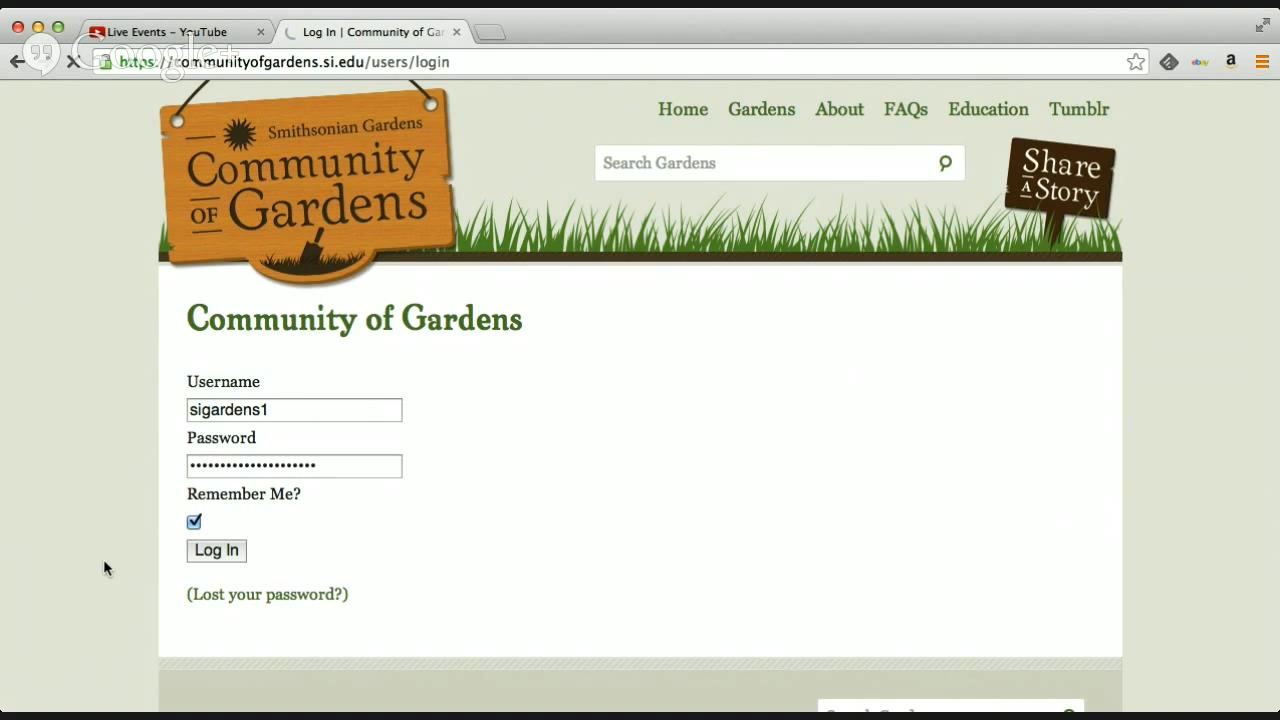 Live Events - YouTube
Log In | Community of Gar
Google+
https://communityofgardens.si.edu/users/login
ebay
a
Home Gardens About FAQs Education Tumblr
Smithsonian Gardens
Community
OF Gardens
Search Gardens
Share
A Story
Community of Gardens
Username
sigardens1
Password
•••••••••••••••••••••
Remember Me?
Log In
(Lost your password?)